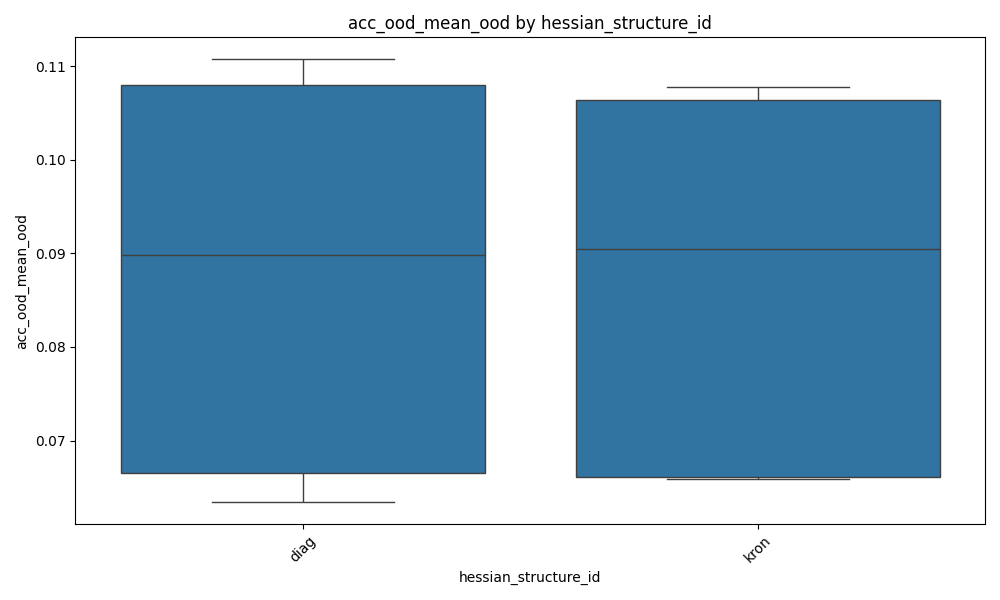 acc_ood_mean_ood by hessian_structure_id
acc_ood_mean_ood
0.11
0.10
0.09
0.08
0.07
diag
kron
hessian_structure_id